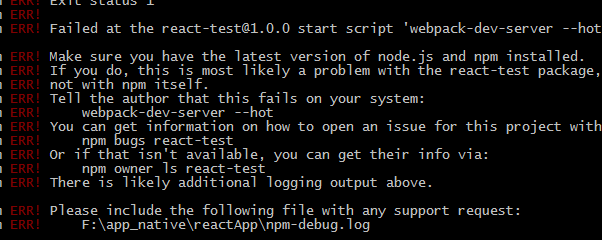 ERR! Exit status 1
ERR!
ERR! Failed at the react-test@1.0.0 start script 'webpack-dev-server --hot
ERR!
ERR! Make sure you have the latest version of node.js and npm installed.
ERR! If you do, this is most likely a problem with the react-test package,
ERR! not with npm itself.
ERR! Tell the author that this fails on your system:
ERR! webpack-dev-server --hot
ERR! You can get information on how to open an issue for this project with
ERR! npm bugs react-test
ERR! Or if that isn't available, you can get their info via:
ERR! npm owner ls react-test
ERR! There is likely additional logging output above.
ERR! Please include the following file with any support request:
ERR! F:\app_native\reactApp\npm-debug.log